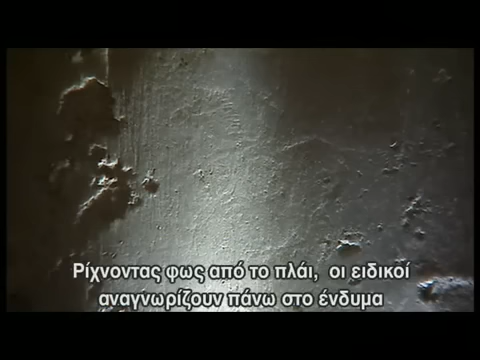 Ρίχνοντας φως από το πλάι, οι ειδικοί
αναγνωρίζουν πάνω στο ένδυμα